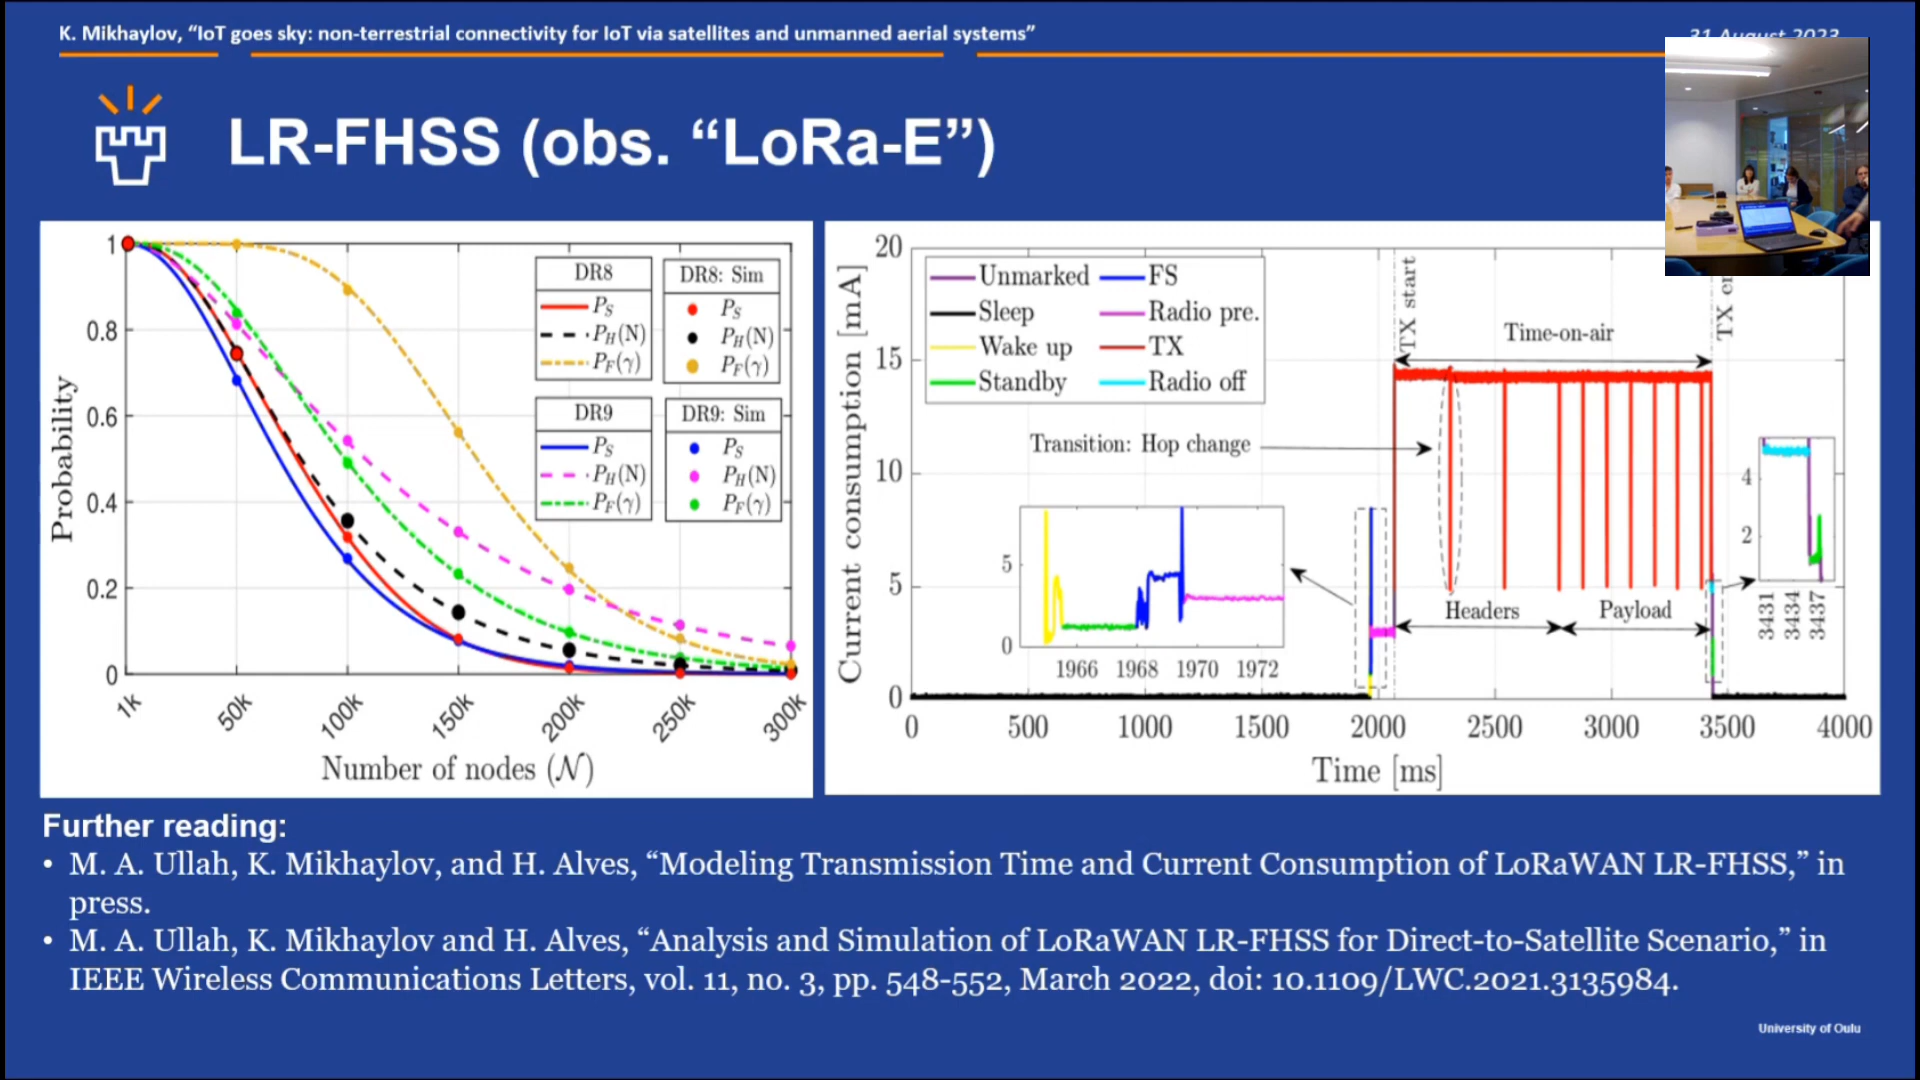 K. Mikhaylov, “IoT goes sky: non-terrestrial connectivity for IoT via satellites and unmanned aerial systems”
31 August 2023
LR-FHSS (obs. “LoRa-E”)
Probability
1
0.8
0.6
0.4
0.2
0
1k
50k
100k
150k
200k
250k
300k
Number of nodes (𝒩)
DR8
P_S
P_H(N)
P_F(γ)
DR8: Sim
P_S
P_H(N)
P_F(γ)
DR9
P_S
P_H(N)
P_F(γ)
DR9: Sim
P_S
P_H(N)
P_F(γ)
Current consumption [mA]
20
15
10
5
0
Unmarked
FS
Sleep
Radio pre.
Wake up
TX
Standby
Radio off
TX start
Time-on-air
TX
Transition: Hop change
Headers
Payload
5
0
1966
1968
1970
1972
4
2
3431
3434
3437
0
500
1000
1500
2000
2500
3000
3500
4000
Time [ms]
Further reading:
• M. A. Ullah, K. Mikhaylov, and H. Alves, “Modeling Transmission Time and Current Consumption of LoRaWAN LR-FHSS,” in
press.
• M. A. Ullah, K. Mikhaylov and H. Alves, “Analysis and Simulation of LoRaWAN LR-FHSS for Direct-to-Satellite Scenario,” in
IEEE Wireless Communications Letters, vol. 11, no. 3, pp. 548-552, March 2022, doi: 10.1109/LWC.2021.3135984.
University of Oulu